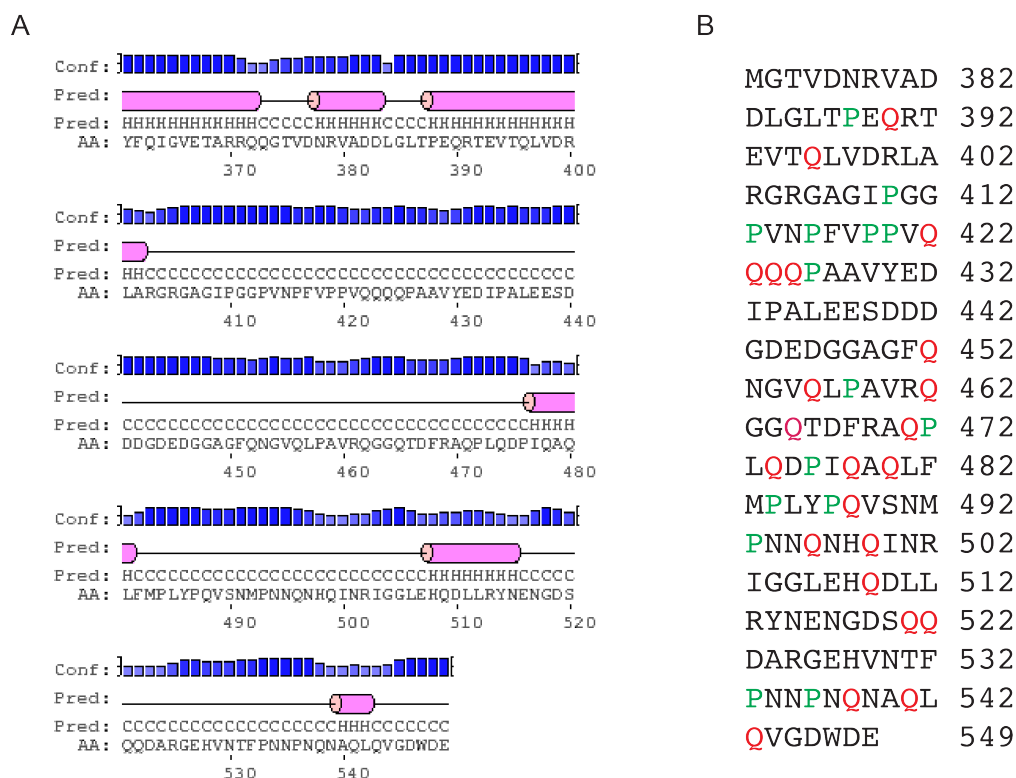 A
Conf:
Pred:
Pred: HHHHHHHHHHHHCCCCCHHHHHHCCCCHHHHHHHHHHHHH
AA: YFQIGVETARRQQGTVDNRVADDLGLTPEQRTEVTQLVDR
370 380 390 400
Conf:
Pred:
Pred: HHCCCCCCCCCCCCCCCCCCCCCCCCCCCCCCCCCCCCCC
AA: LARGRGAGIPGGPVNPFVPPVQQQQPAAVYEDIPALEESD
410 420 430 440
Conf:
Pred:
Pred: CCCCCCCCCCCCCCCCCCCCCCCCCCCCCCCCCCCCHHHH
AA: DDGDEDGGAGFQNGVQLPAVRQGGQTDFRAQPLQDPIQAQ
450 460 470 480
Conf:
Pred:
Pred: HCCCCCCCCCCCCCCCCCCCCCCCCCCHHHHHHHHCCCCC
AA: LFMPLYPQVSNMPNNQNHQINRIGGLEHQDLLRYNENGDS
490 500 510 520
Conf:
Pred:
Pred: CCCCCCCCCCCCCCCCCCCHHHCCCCCCC
AA: QQDARGEHVNTFPNNPNQNAQLQVGDWDE
530 540
B
MGTVDNRVAD 382
DLGLTPEQRT 392
EVTQLVDRLA 402
RGRGAGIPGG 412
PVNPFVPPVQ 422
QQQPAAVYED 432
IPALEESDDD 442
GDEDGGAGFQ 452
NGVQLPAVRQ 462
GGQTDFRAQP 472
LQDPIQAQLF 482
MPLYPQVSNM 492
PNNQNHQINR 502
IGGLEHQDLL 512
RYNENGDSQQ 522
DARGEHVNTF 532
PNNPNQNAQL 542
QVGDWDE 549